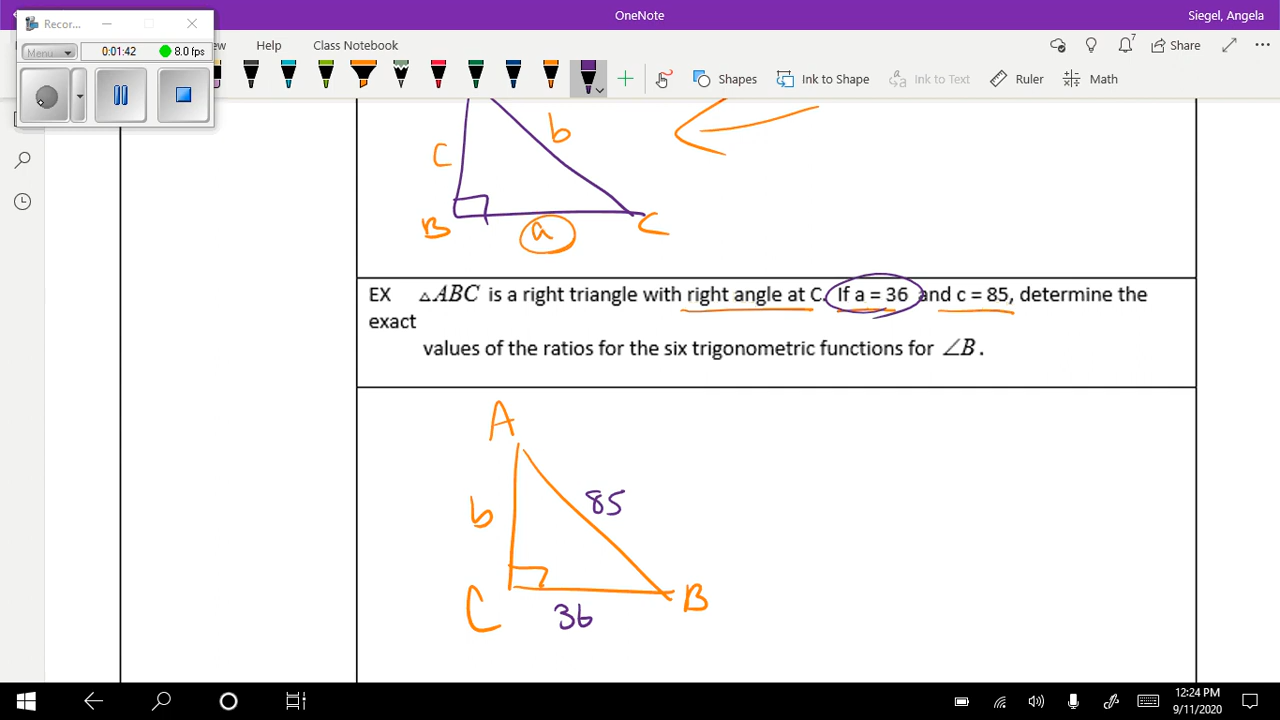 OneNote
Siegel, Angela
Recor...
Menu
0:01:42
8.0 fps
ew
Help
Class Notebook
7
Share
Shapes
Ink to Shape
Ink to Text
Ruler
Math
b
C
B
a
C
EX △ABC is a right triangle with right angle at C. If a = 36 and c = 85, determine the
exact
values of the ratios for the six trigonometric functions for ∠B.
A
85
b
C
36
B
12:24 PM
9/11/2020